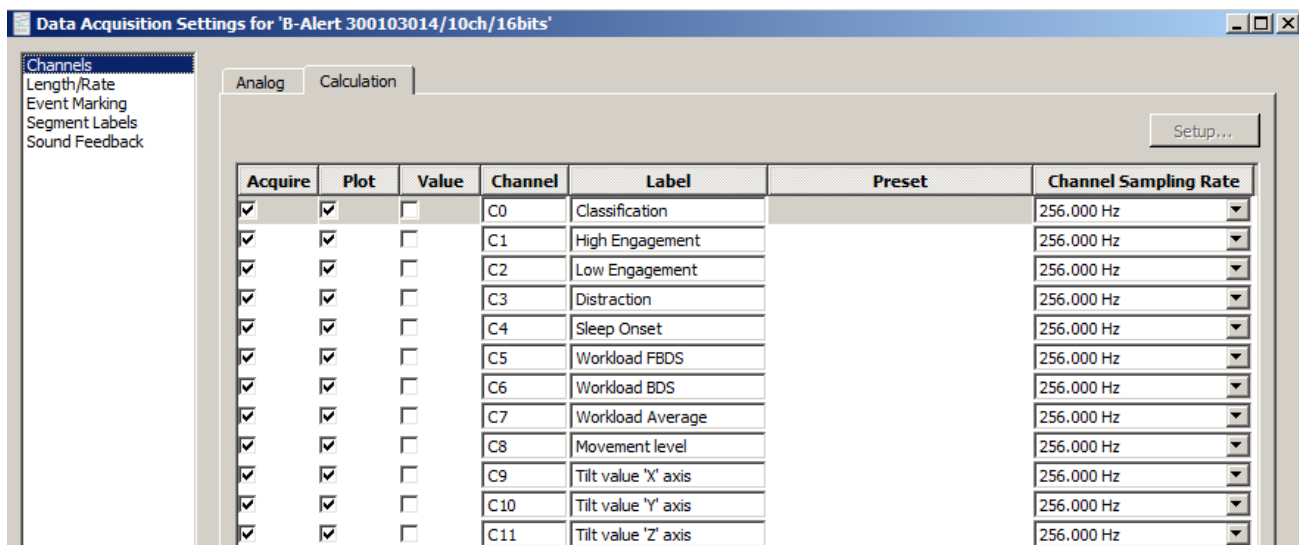 Data Acquisition Settings for 'B-Alert 300103014/10ch/16bits'
Channels
Length/Rate
Event Marking
Segment Labels
Sound Feedback
Analog Calculation
Setup...
Acquire Plot Value Channel Label Preset Channel Sampling Rate
C0 Classification 256.000 Hz
C1 High Engagement 256.000 Hz
C2 Low Engagement 256.000 Hz
C3 Distraction 256.000 Hz
C4 Sleep Onset 256.000 Hz
C5 Workload FBDS 256.000 Hz
C6 Workload BDS 256.000 Hz
C7 Workload Average 256.000 Hz
C8 Movement level 256.000 Hz
C9 Tilt value 'X' axis 256.000 Hz
C10 Tilt value 'Y' axis 256.000 Hz
C11 Tilt value 'Z' axis 256.000 Hz